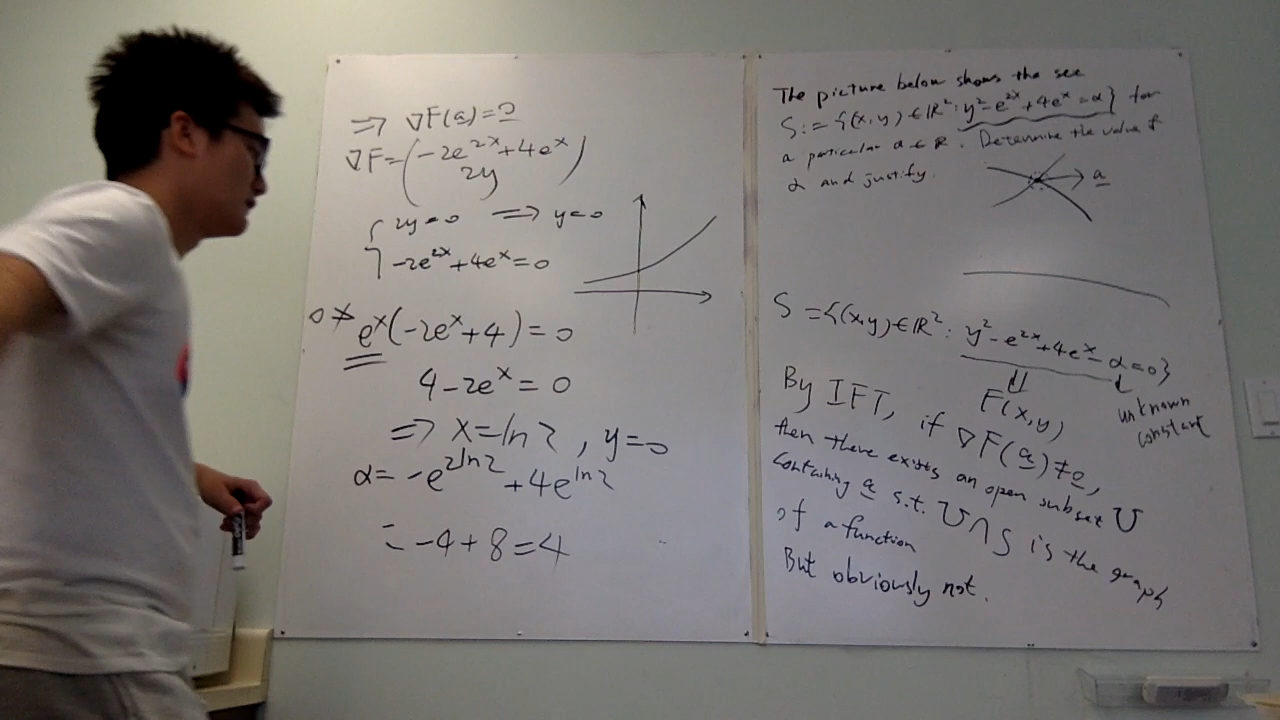 The picture below shows the see
S := {(x,y) ∈ ℝ² : y² - e^{2x} + 4e^x = α} for
a particular α ∈ ℝ. Determine the value of
α and justify.
a
S = {(x,y) ∈ ℝ² : y² - e^{2x} + 4e^x - α = 0}
F(x,y)
unknown
constant
By IFT, if ∇F(a) ≠ 0,
then there exists an open subset U
containing a s.t. U ∩ S is the graph
of a function
But obviously not.
⇒ ∇F(a) = 0
∇F = (-2e^{2x} + 4e^x
2y)
2y = 0 ⇒ y = 0
-2e^{2x} + 4e^x = 0
0 ≠ e^x(-2e^x + 4) = 0
4 - 2e^x = 0
⇒ x = ln 2, y = 0
α = -e^{2ln2} + 4e^{ln2}
= -4 + 8 = 4